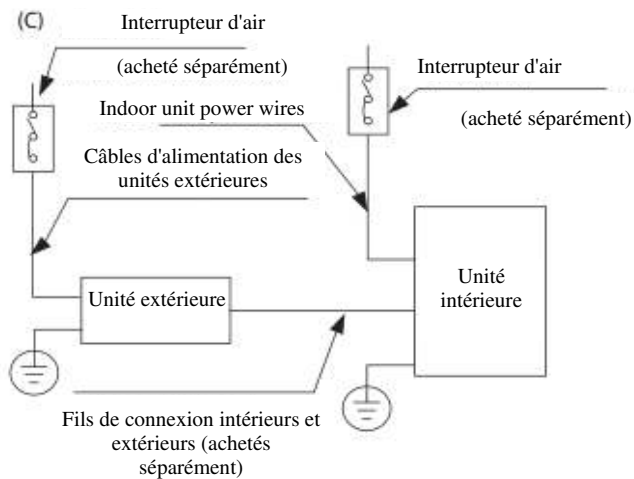 (C)
Interrupteur d'air
(acheté séparément)
Interrupteur d'air
(acheté séparément)
Indoor unit power wires
Câbles d'alimentation des
unités extérieures
Unité extérieure
Unité
intérieure
Fils de connexion intérieurs et
extérieurs (achetés
séparément)